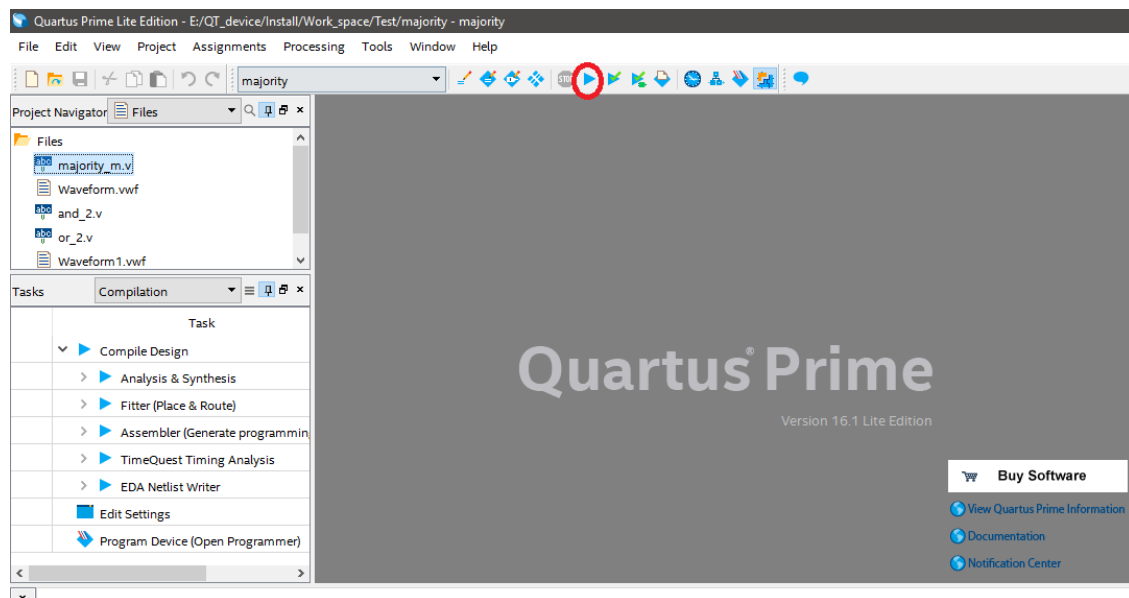 Quartus Prime Lite Edition - E:/QT_device/Install/Work_space/Test/majority - majority
File Edit View Project Assignments Processing Tools Window Help
majority
STOP
Project Navigator Files
Files
majority_m.v
Waveform.vwf
and_2.v
or_2.v
Waveform1.vwf
Tasks Compilation
Task
Compile Design
Analysis & Synthesis
Fitter (Place & Route)
Assembler (Generate programmin
TimeQuest Timing Analysis
EDA Netlist Writer
Edit Settings
Program Device (Open Programmer)
Quartus® Prime
Version 16.1 Lite Edition
Buy Software
View Quartus Prime Information
Documentation
Notification Center